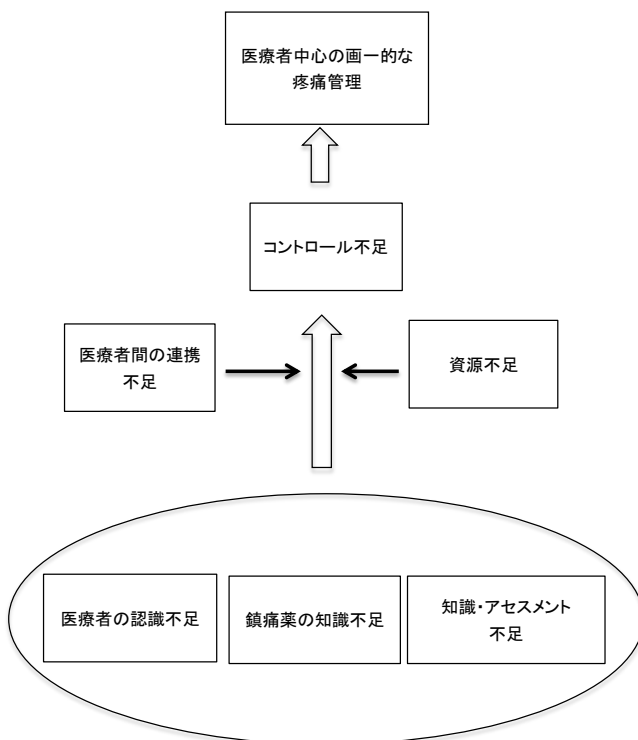 医療者中心の画一的な
疼痛管理
コントロール不足
医療者間の連携
不足
資源不足
医療者の認識不足
鎮痛薬の知識不足
知識・アセスメント
不足